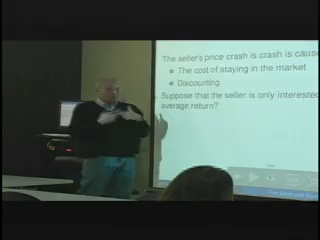 The seller's price crash is crash is cause
The cost of staying in the market
Discounting
Suppose that the seller is only interested
average return?